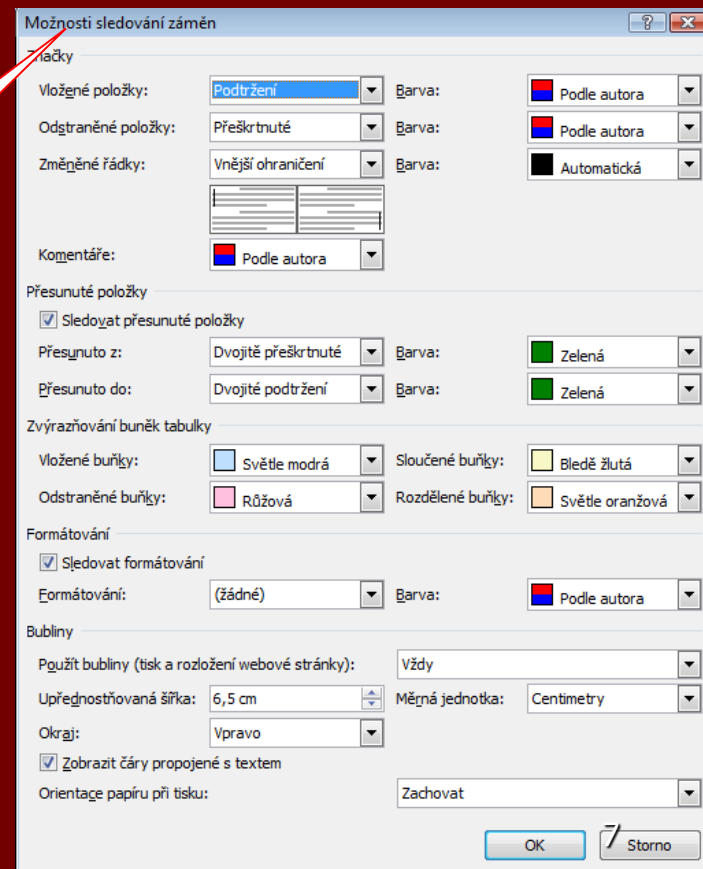 Možnosti sledování záměn
Značky
Vložené položky: Podtržení Barva: Podle autora
Odstraněné položky: Přeškrtnuté Barva: Podle autora
Změněné řádky: Vnější ohraničení Barva: Automatická
Komentáře: Podle autora
Přesunuté položky
Sledovat přesunuté položky
Přesunuto z: Dvojitě přeškrtnuté Barva: Zelená
Přesunuto do: Dvojité podtržení Barva: Zelená
Zvýrazňování buněk tabulky
Vložené buňky: Světle modrá Sloučené buňky: Bledě žlutá
Odstraněné buňky: Růžová Rozdělené buňky: Světle oranžová
Formátování
Sledovat formátování
Formátování: (žádné) Barva: Podle autora
Bubliny
Použít bubliny (tisk a rozložení webové stránky): Vždy
Upřednostňovaná šířka: 6,5 cm Měrná jednotka: Centimetry
Okraj: Vpravo
Zobrazit čáry propojené s textem
Orientace papíru při tisku: Zachovat
OK 7 Storno